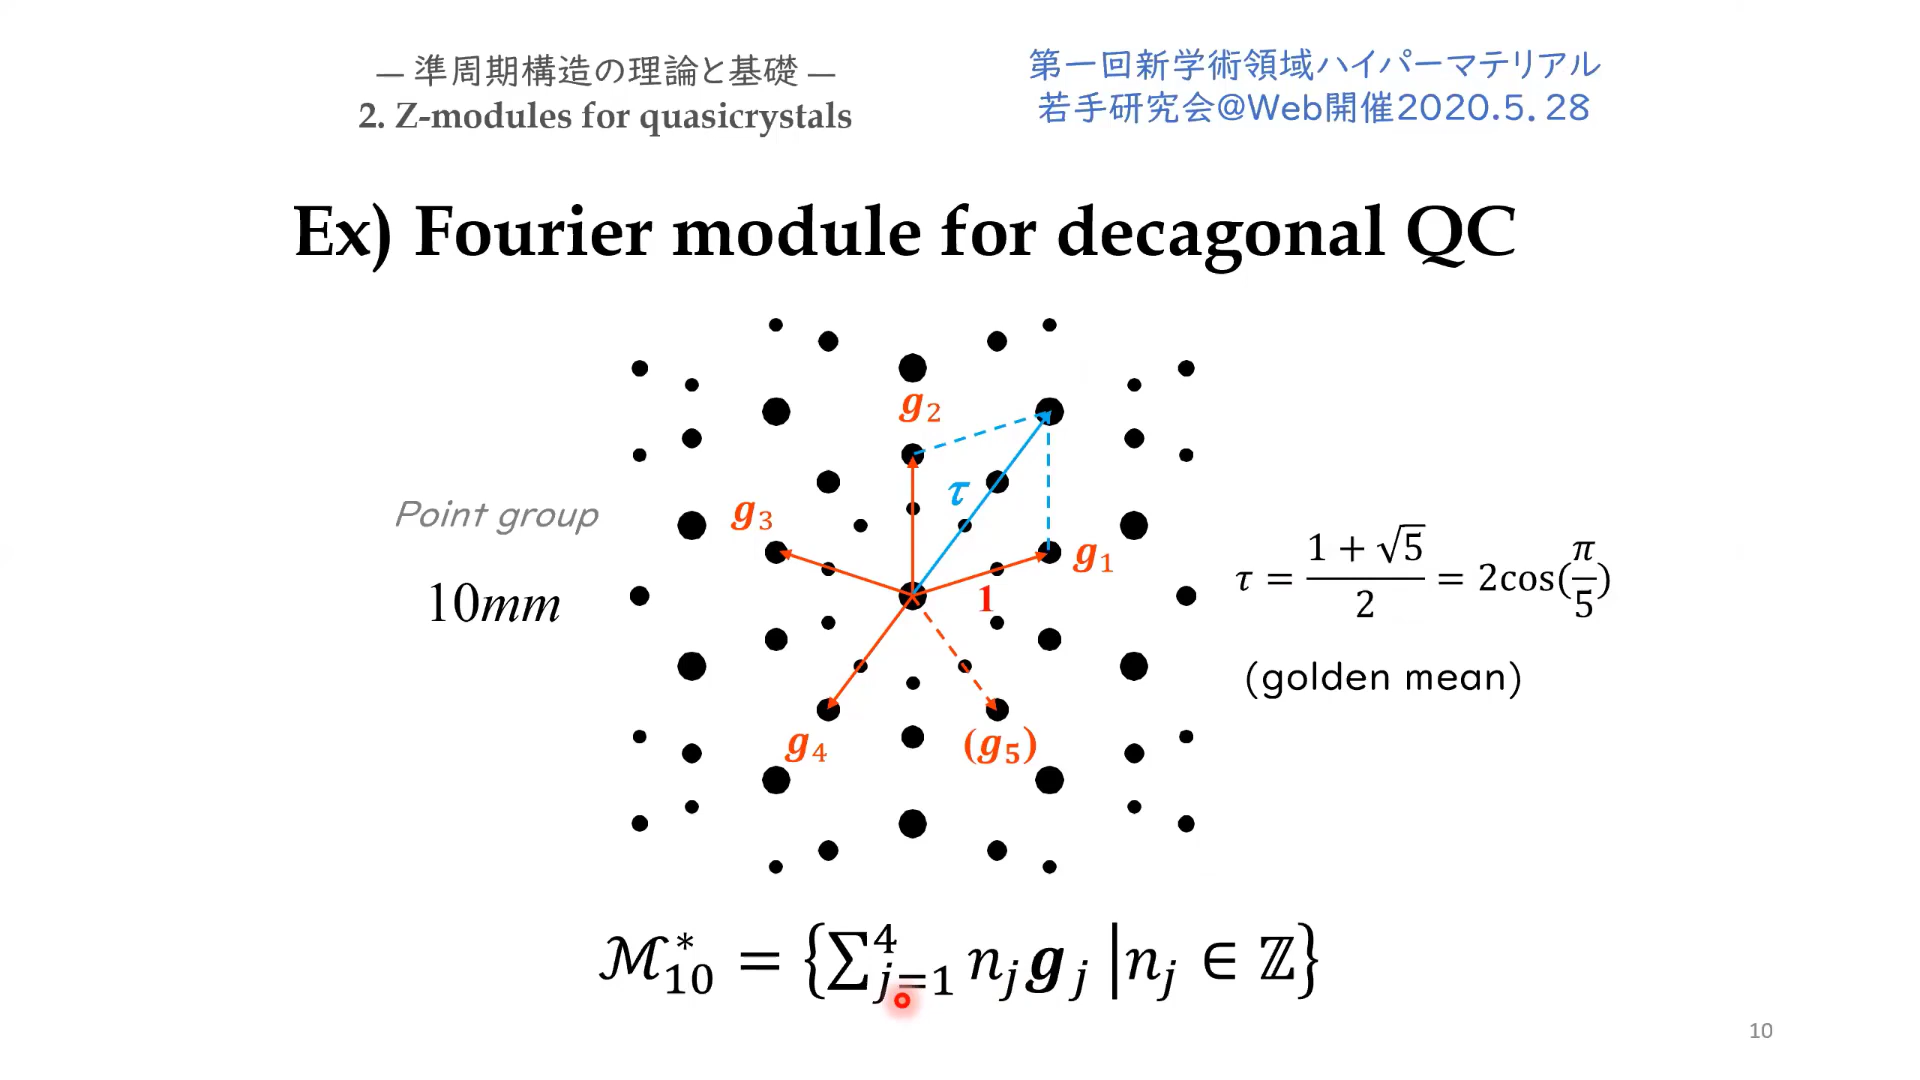 — 準周期構造の理論と基礎 —
2. Z-modules for quasicrystals
第一回新学術領域ハイパーマテリアル
若手研究会@Web開催2020.5.28
Ex) Fourier module for decagonal QC
g₂
τ
g₃
g₁
1
g₄
(g₅)
Point group
10mm
τ = (1 + √5)/2 = 2cos(π/5)
(golden mean)
ℳ*₁₀ = {∑⁴ⱼ₌₁ nⱼgⱼ | nⱼ ∈ ℤ}
10